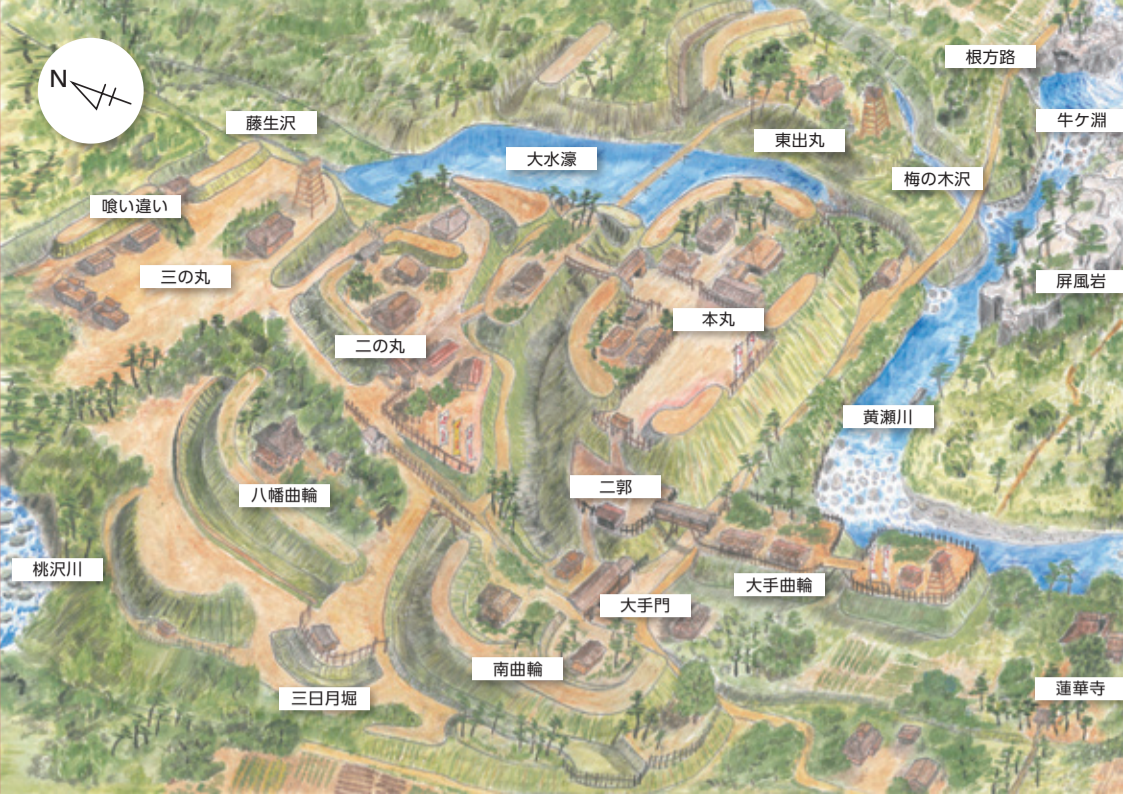 N
根方路
牛ケ淵
藤生沢
東出丸
大水濠
梅の木沢
喰い違い
三の丸
屏風岩
本丸
二の丸
黄瀬川
二郭
八幡曲輪
桃沢川
大手曲輪
大手門
南曲輪
蓮華寺
三日月堀